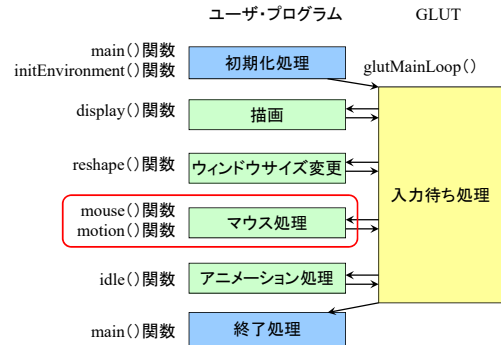 ユーザ・プログラム
GLUT
main()関数
initEnvironment()関数
初期化処理
glutMainLoop()
display()関数
描画
reshape()関数
ウィンドウサイズ変更
入力待ち処理
mouse()関数
motion()関数
マウス処理
idle()関数
アニメーション処理
main()関数
終了処理